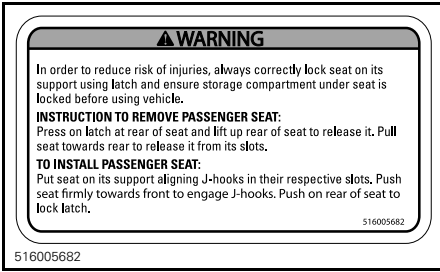 WARNING
In order to reduce risk of injuries, always correctly lock seat on its
support using latch and ensure storage compartment under seat is
locked before using vehicle.
INSTRUCTION TO REMOVE PASSENGER SEAT:
Press on latch at rear of seat and lift up rear of seat to release it. Pull
seat towards rear to release it from its slots.
TO INSTALL PASSENGER SEAT:
Put seat on its support aligning J-hooks in their respective slots. Push
seat firmly towards front to engage J-hooks. Push on rear of seat to
lock latch.
516005682
516005682